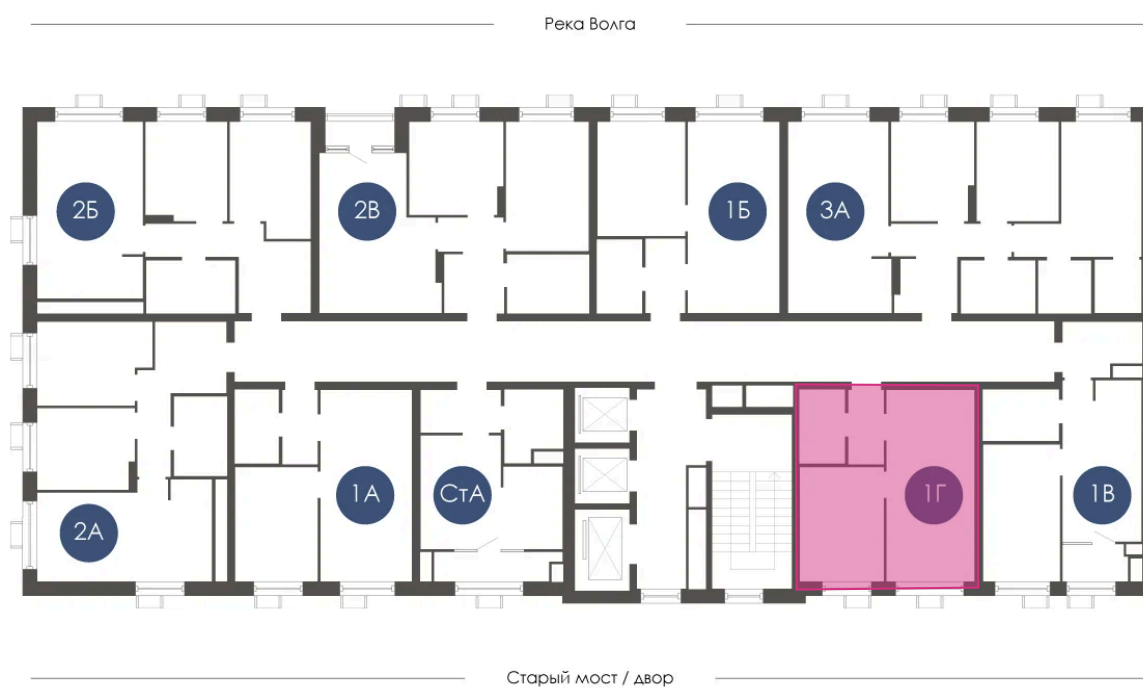 Река Волга
2Б
2В
1Б
3А
2А
1А
СтА
1Г
1В
Старый мост / двор